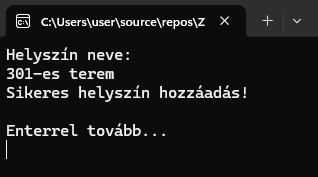 C:\Users\user\source\repos\Z
Helyszín neve:
301-es terem
Sikeres helyszín hozzáadás!
Enterrel tovább...